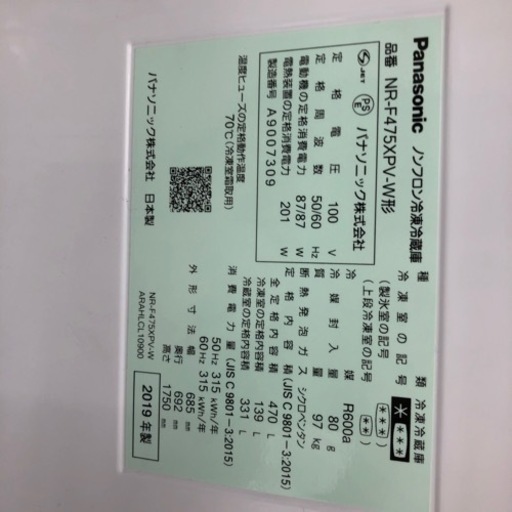 Panasonic ノンフロン冷凍冷蔵庫
品番 NR-F475XPV-W形
JET PSE パナソニック株式会社
定格電圧 100 V
定格周波数 50/60 Hz
電動機の定格消費電力 87/87 W
電熱装置の定格消費電力 201 W
製造番号 A9007309
温度ヒューズの定格動作温度
70℃(冷凍室霜取用)
パナソニック株式会社 日本製
種類 冷凍冷蔵庫
冷凍室の記号 ****
(製氷室の記号 ***)
(上段冷凍室の記号 **)
冷媒 R600a
冷媒封入量 80 g
質量 97 kg
断熱発泡ガス シクロペンタン
定格内容積(JIS C 9801-3:2015)
全定格内容積 470 L
冷凍室の定格内容積 139 L
冷蔵室の定格内容積 331 L
消費電力量(JIS C 9801-3:2015)
50Hz 315 kWh/年
60Hz 315 kWh/年
外形寸法 幅 685 mm
奥行 692 mm
高さ 1750 mm
NR-F475XPV-W
ARAHLCL10900
2019年製